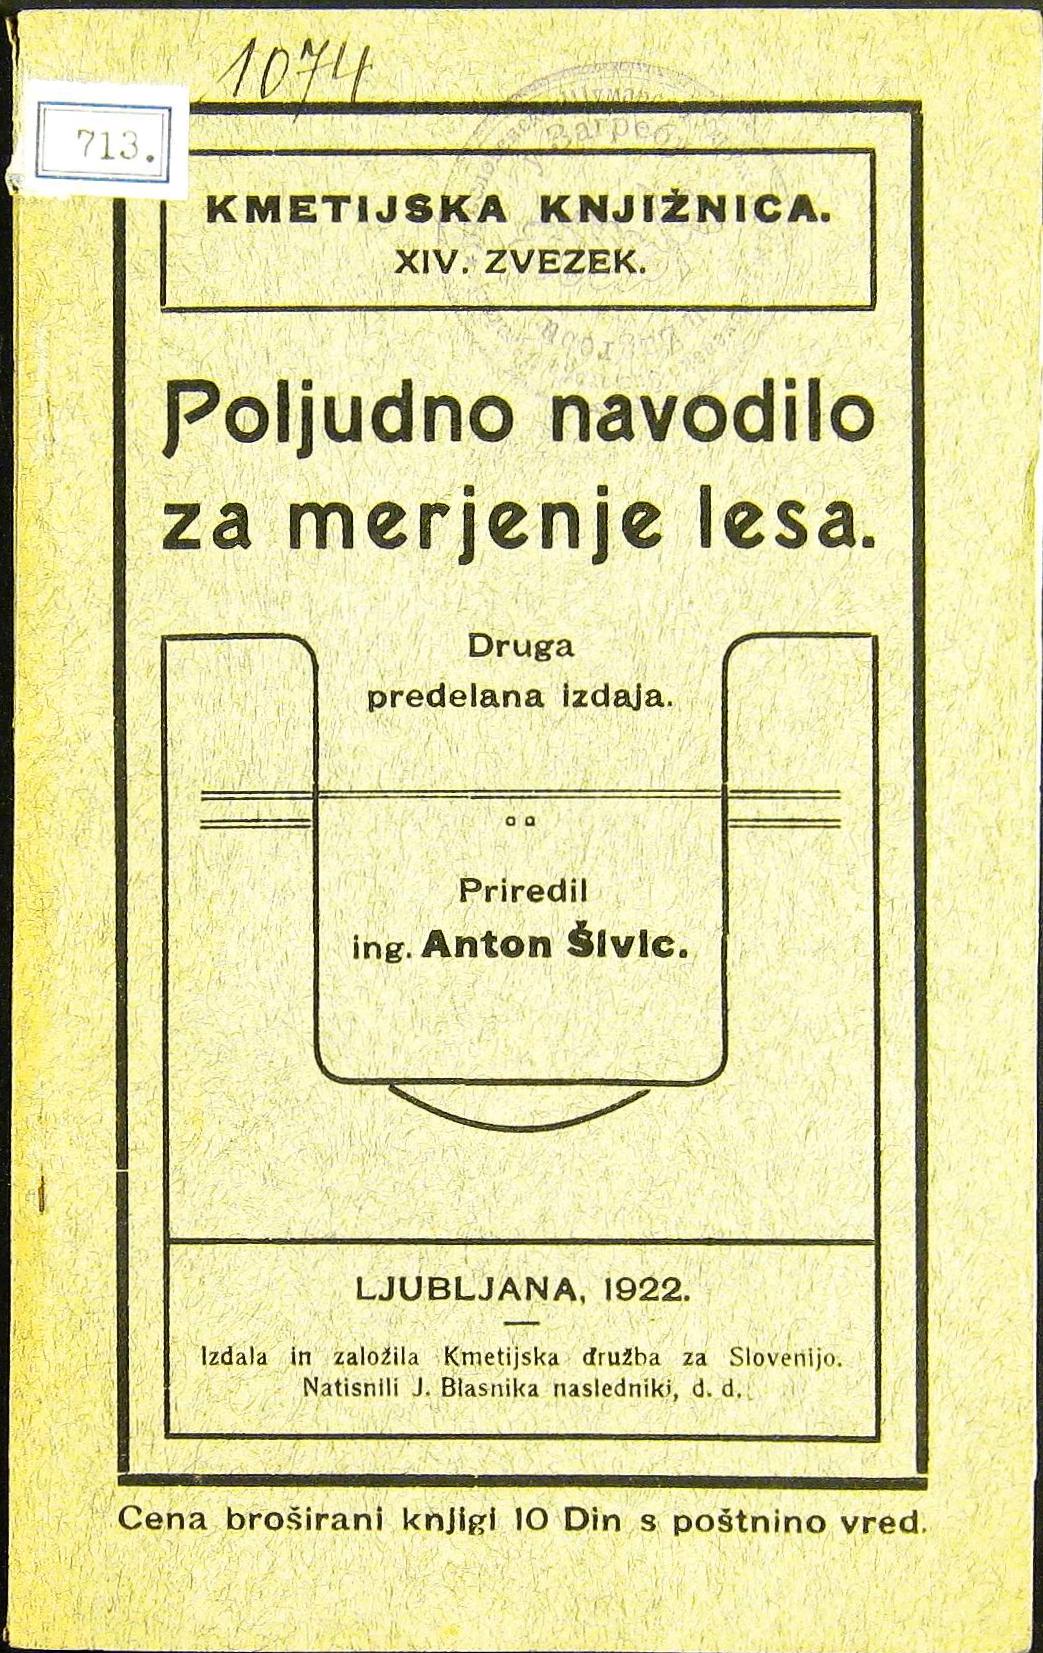 1074
713.
KMETIJSKA KNJIŽNICA.
XIV. ZVEZEK.
Poljudno navodilo
za merjenje lesa.
Druga
predelana izdaja.
Priredil
ing. Anton Šivic.
LJUBLJANA, 1922.
Izdala in založila Kmetijska družba za Slovenijo.
Natisnili J. Blasnika nasledniki, d. d.
Cena broširani knjigi 10 Din s poštnino vred.